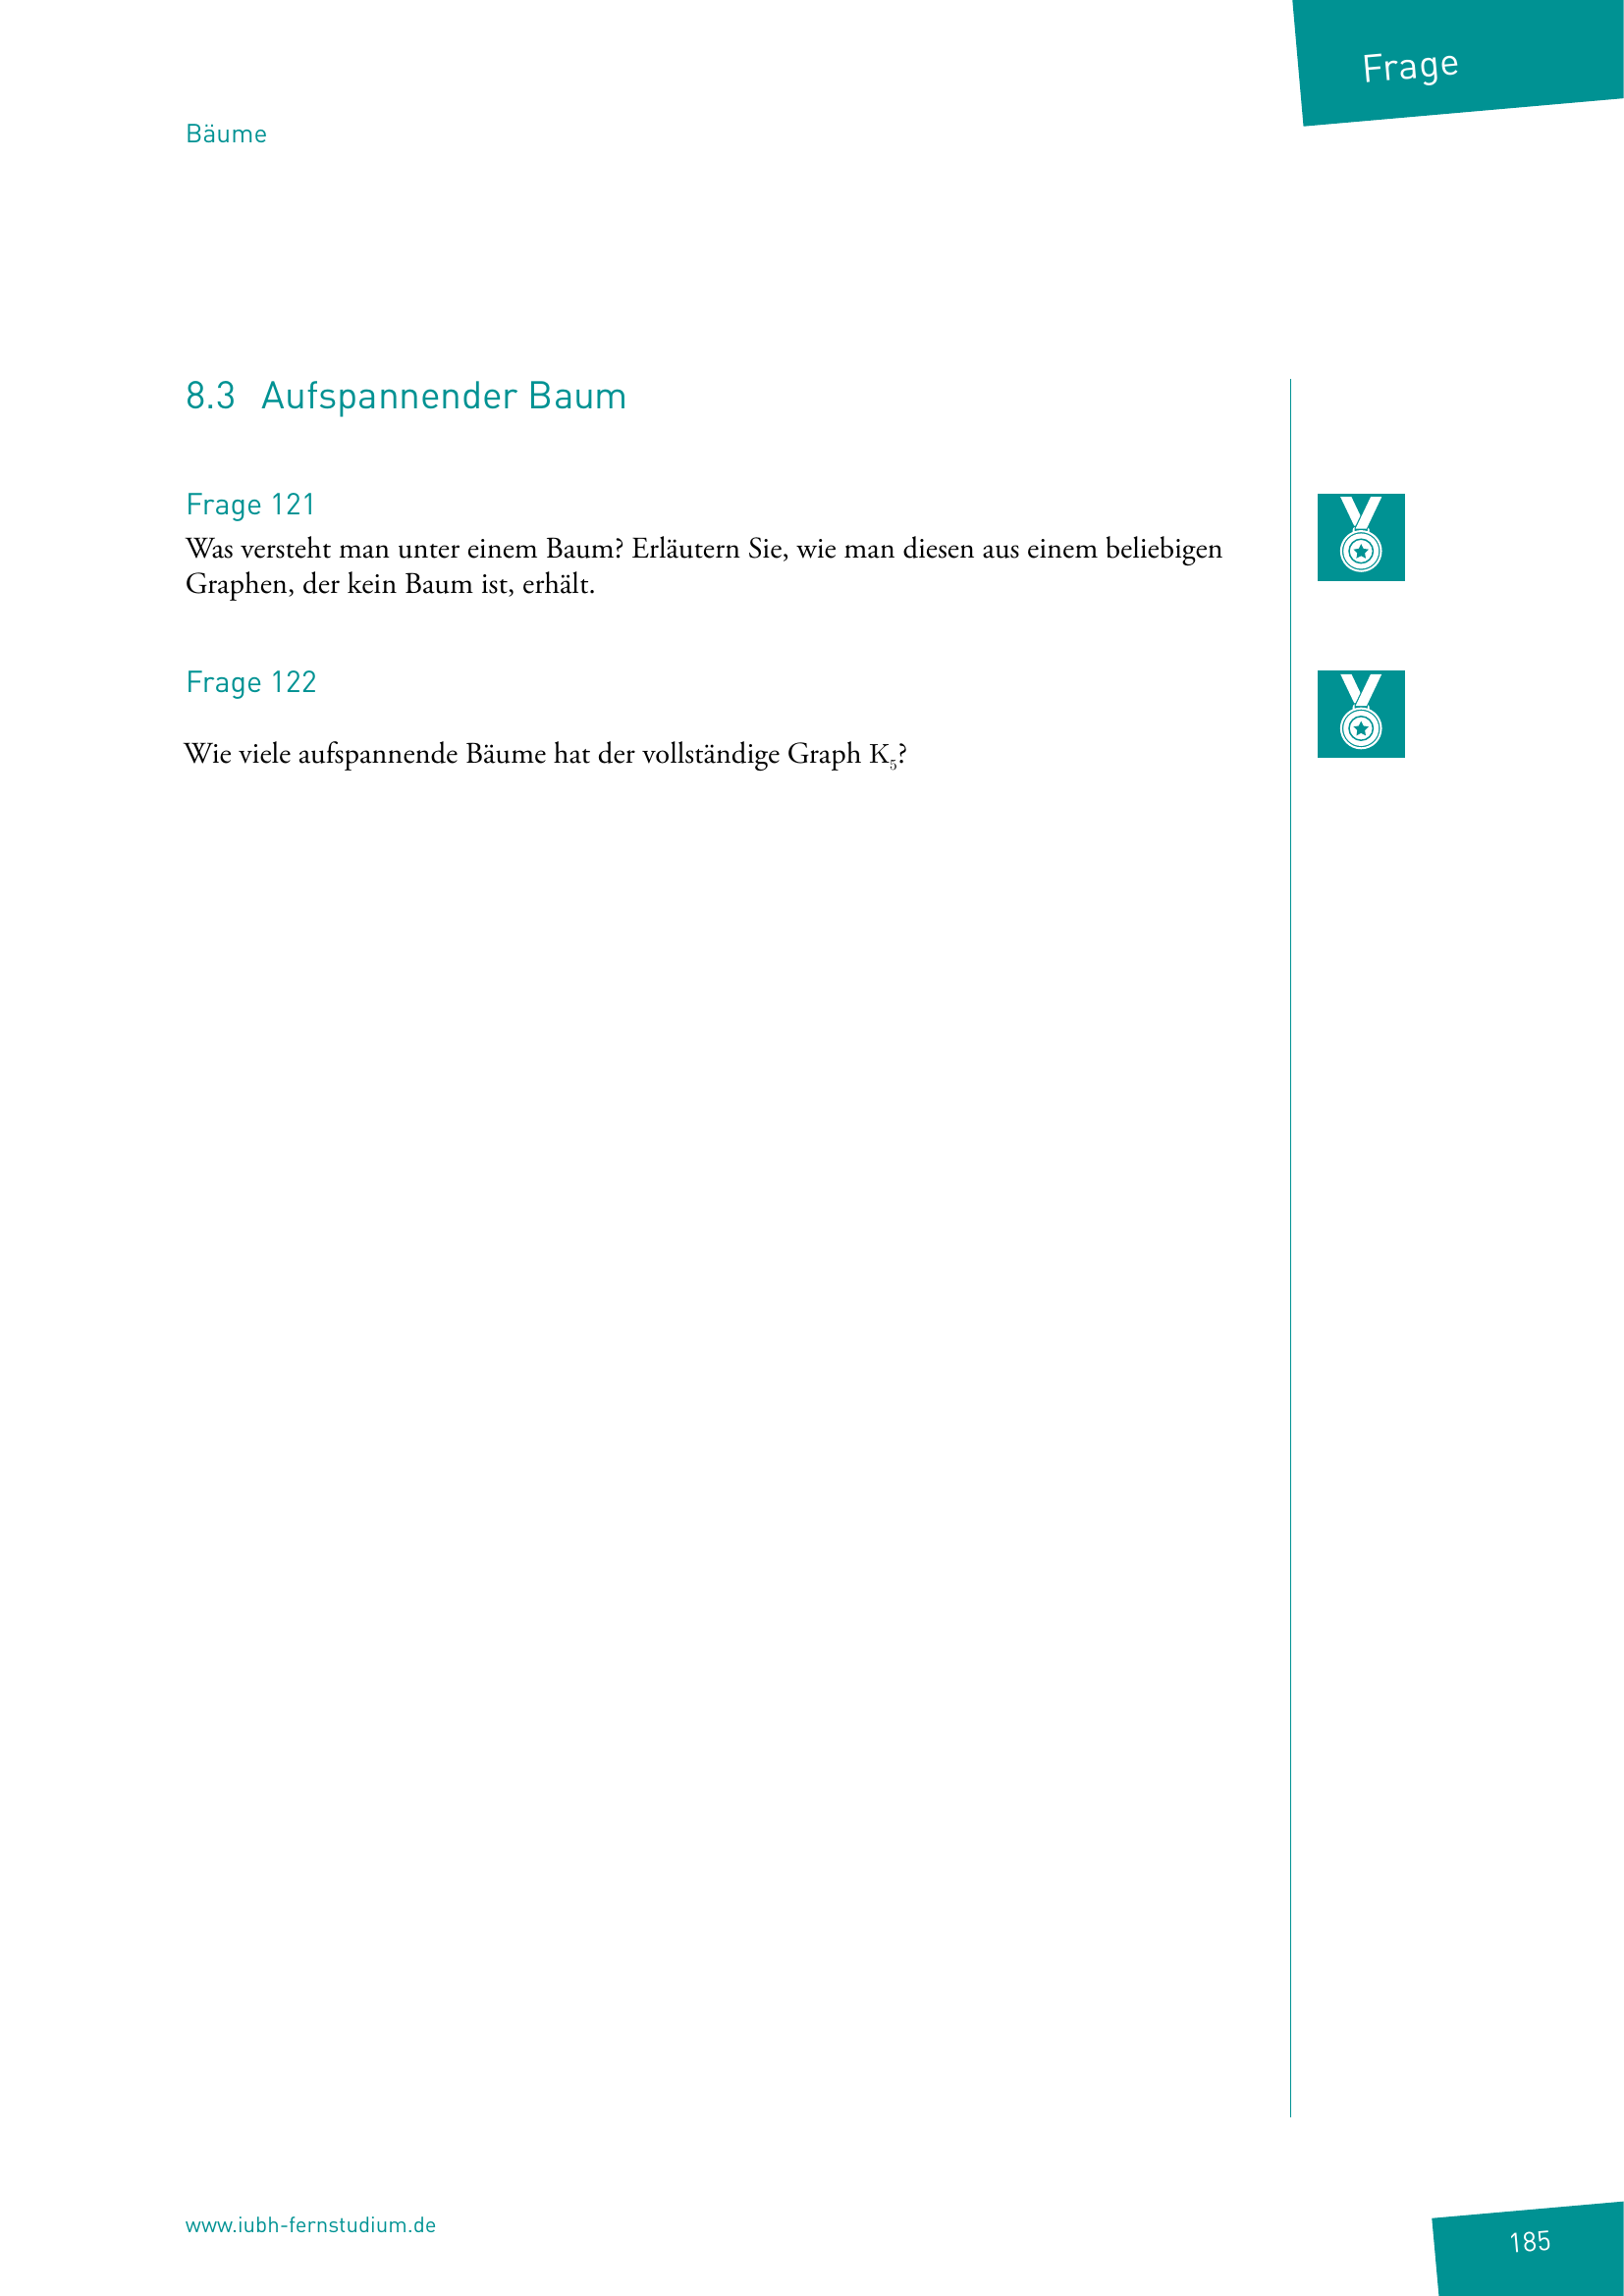 Frage
Bäume
8.3 Aufspannender Baum
Frage 121
Was versteht man unter einem Baum? Erläutern Sie, wie man diesen aus einem beliebigen
Graphen, der kein Baum ist, erhält.
Frage 122
Wie viele aufspannende Bäume hat der vollständige Graph K₅?
www.iubh-fernstudium.de
185